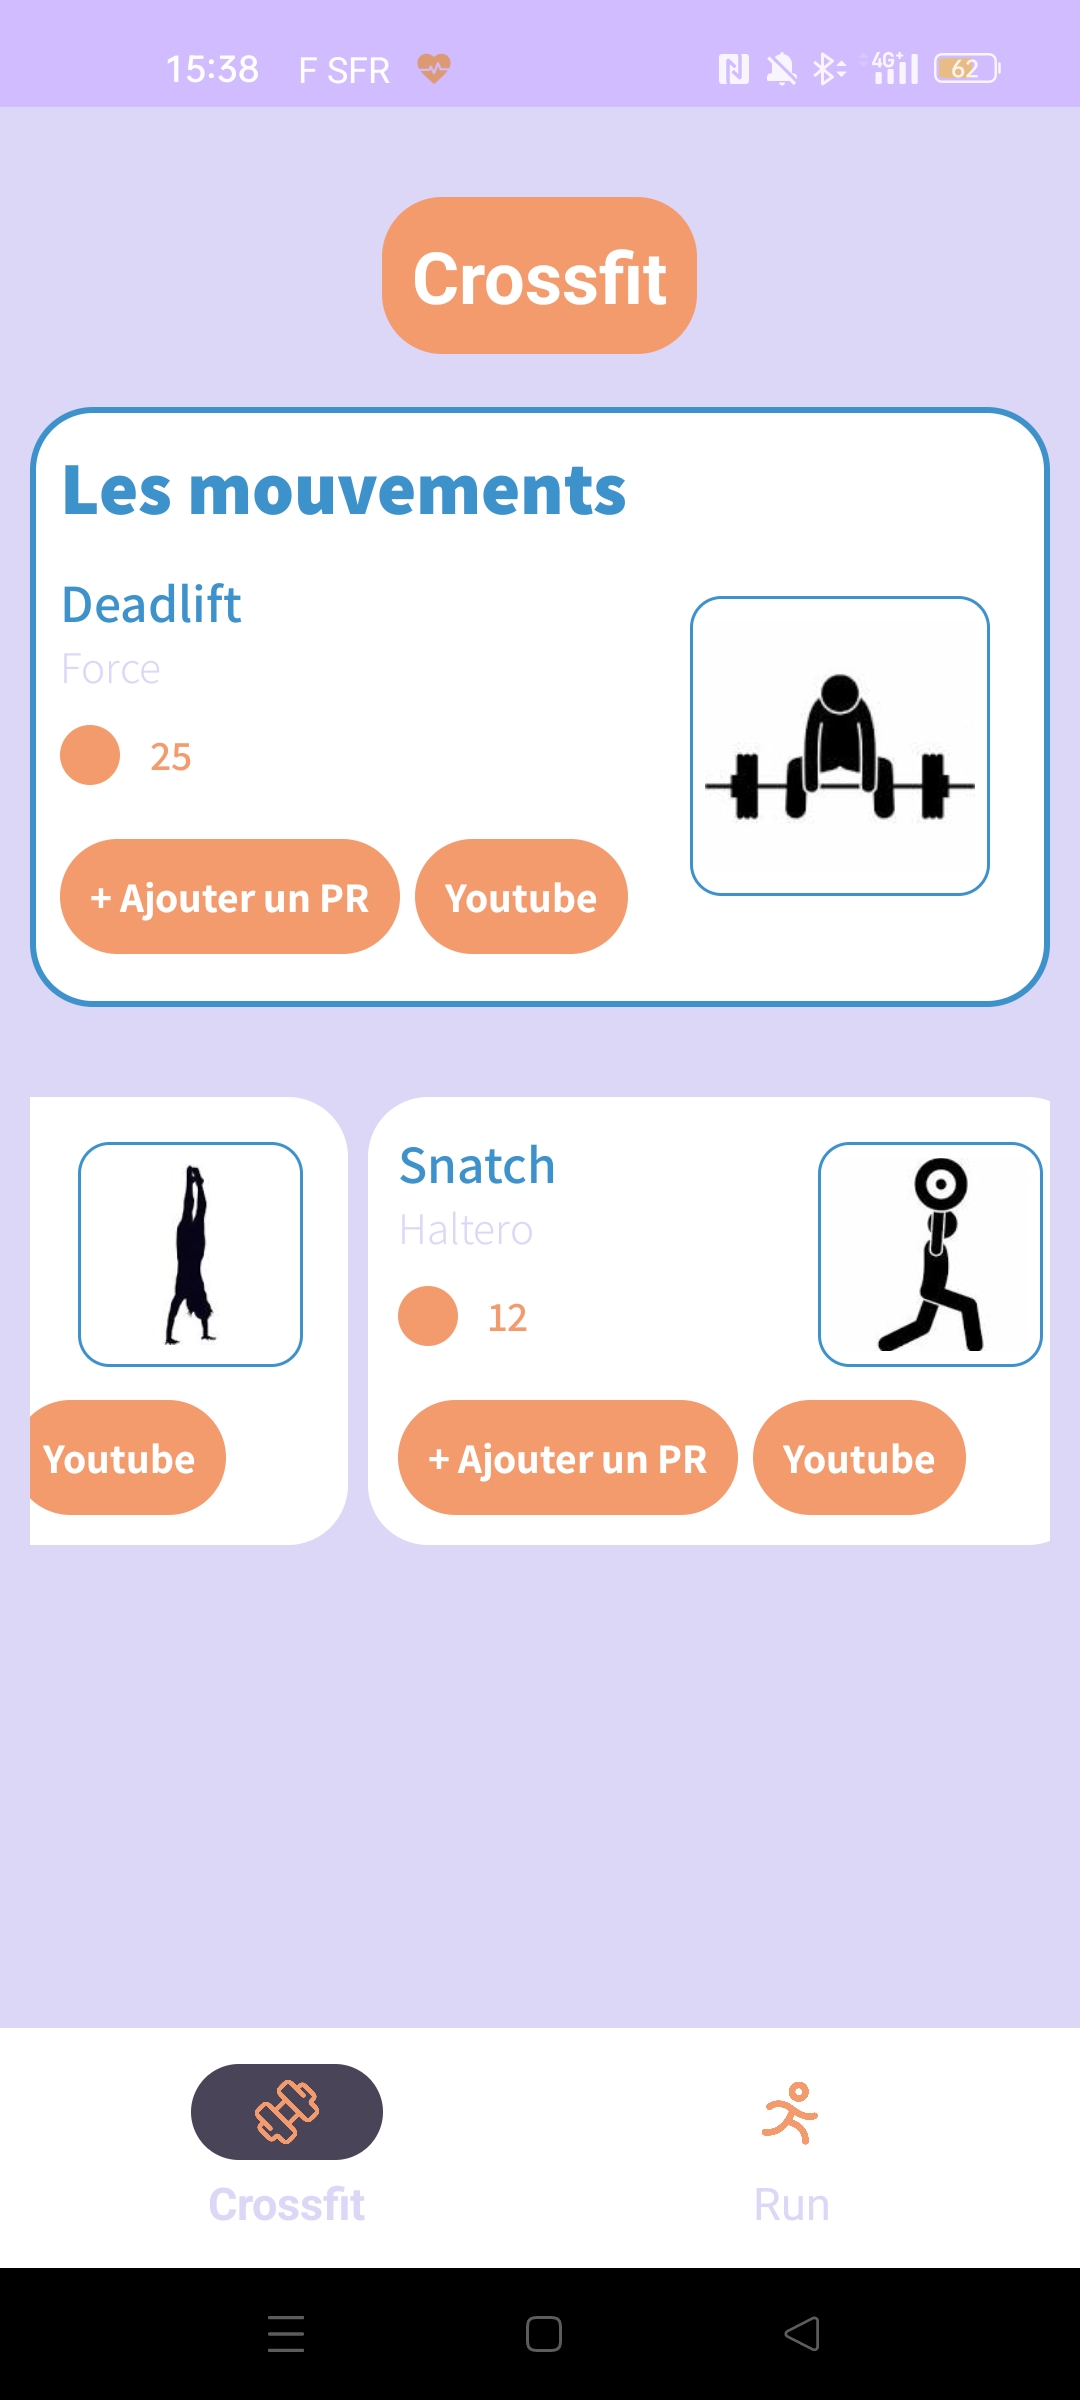 15:38 F SFR 4G+ 62
Crossfit
Les mouvements
Deadlift
Force
25
+ Ajouter un PR Youtube
Snatch
Haltero
12
Youtube
+ Ajouter un PR Youtube
Crossfit Run